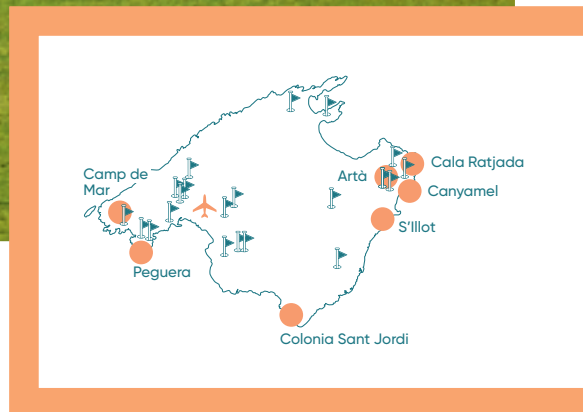 Camp de
Mar
Artà
Cala Ratjada
Canyamel
S'Illot
Peguera
Colonia Sant Jordi